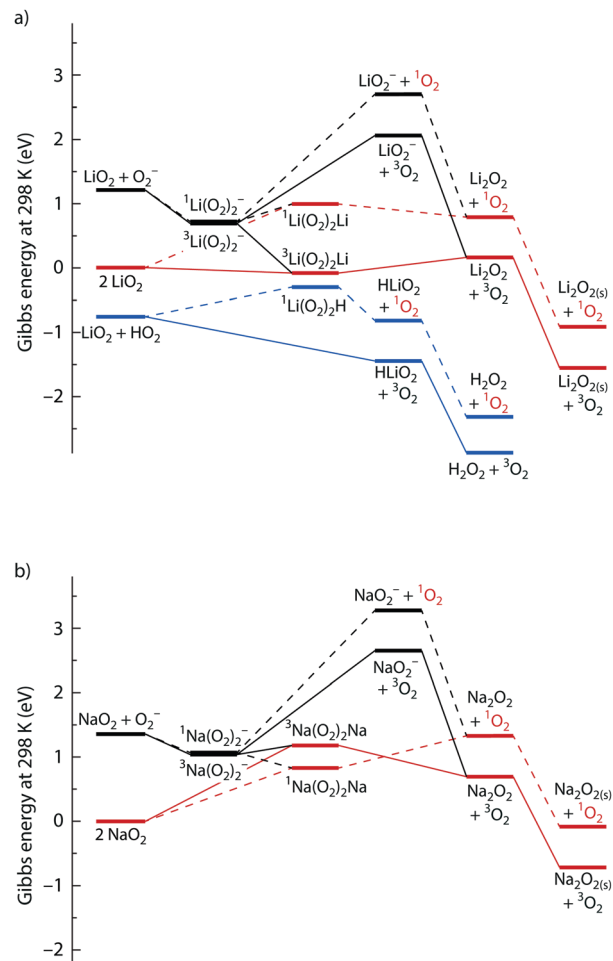 a)
Gibbs energy at 298 K (eV)
3
2
1
0
−1
−2
LiO₂⁻ + ¹O₂
LiO₂ + O₂⁻
LiO₂⁻
+ ³O₂
¹Li(O₂)₂⁻
³Li(O₂)₂⁻
¹Li(O₂)₂Li
Li₂O₂
+ ¹O₂
2 LiO₂
³Li(O₂)₂Li
Li₂O₂
+ ³O₂
LiO₂ + HO₂
¹Li(O₂)₂H
HLiO₂
+ ¹O₂
Li₂O₂₍ₛ₎
+ ¹O₂
HLiO₂
+ ³O₂
H₂O₂
+ ¹O₂
Li₂O₂₍ₛ₎
+ ³O₂
H₂O₂ + ³O₂
b)
Gibbs energy at 298 K (eV)
3
2
1
0
−1
−2
NaO₂⁻ + ¹O₂
NaO₂ + O₂⁻
NaO₂⁻
+ ³O₂
¹Na(O₂)₂⁻
³Na(O₂)₂⁻
³Na(O₂)₂Na
¹Na(O₂)₂Na
Na₂O₂
+ ¹O₂
2 NaO₂
Na₂O₂
+ ³O₂
Na₂O₂₍ₛ₎
+ ¹O₂
Na₂O₂₍ₛ₎
+ ³O₂